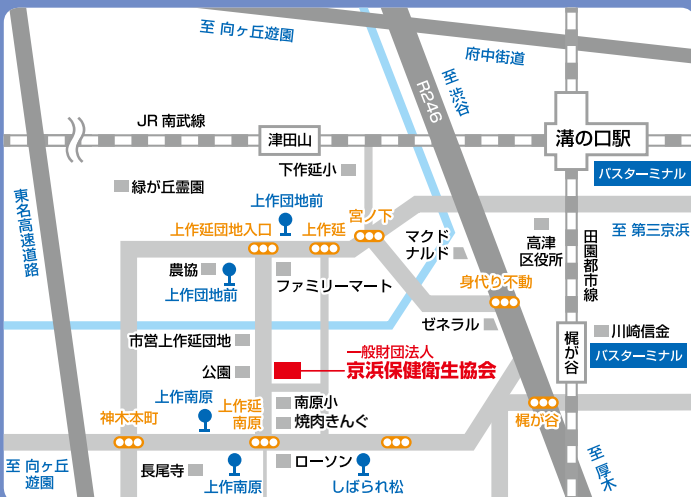 至 向ヶ丘遊園
府中街道
至 渋谷
R246
JR 南武線
津田山
溝の口駅
バスターミナル
下作延小
緑が丘霊園
東名高速道路
上作団地前
宮ノ下
上作延団地入口
上作延
マクド
ナルド
高津
区役所
田園都市線
至 第三京浜
農協
上作団地前
ファミリーマート
身代り不動
ゼネラル
市営上作延団地
梶が谷
川崎信金
バスターミナル
一般財団法人
京浜保健衛生協会
公園
上作南原
上作延
南原
南原小
焼肉きんぐ
神木本町
梶が谷
至 向ヶ丘
遊園
長尾寺
上作南原
ローソン
しばられ松
至 厚木